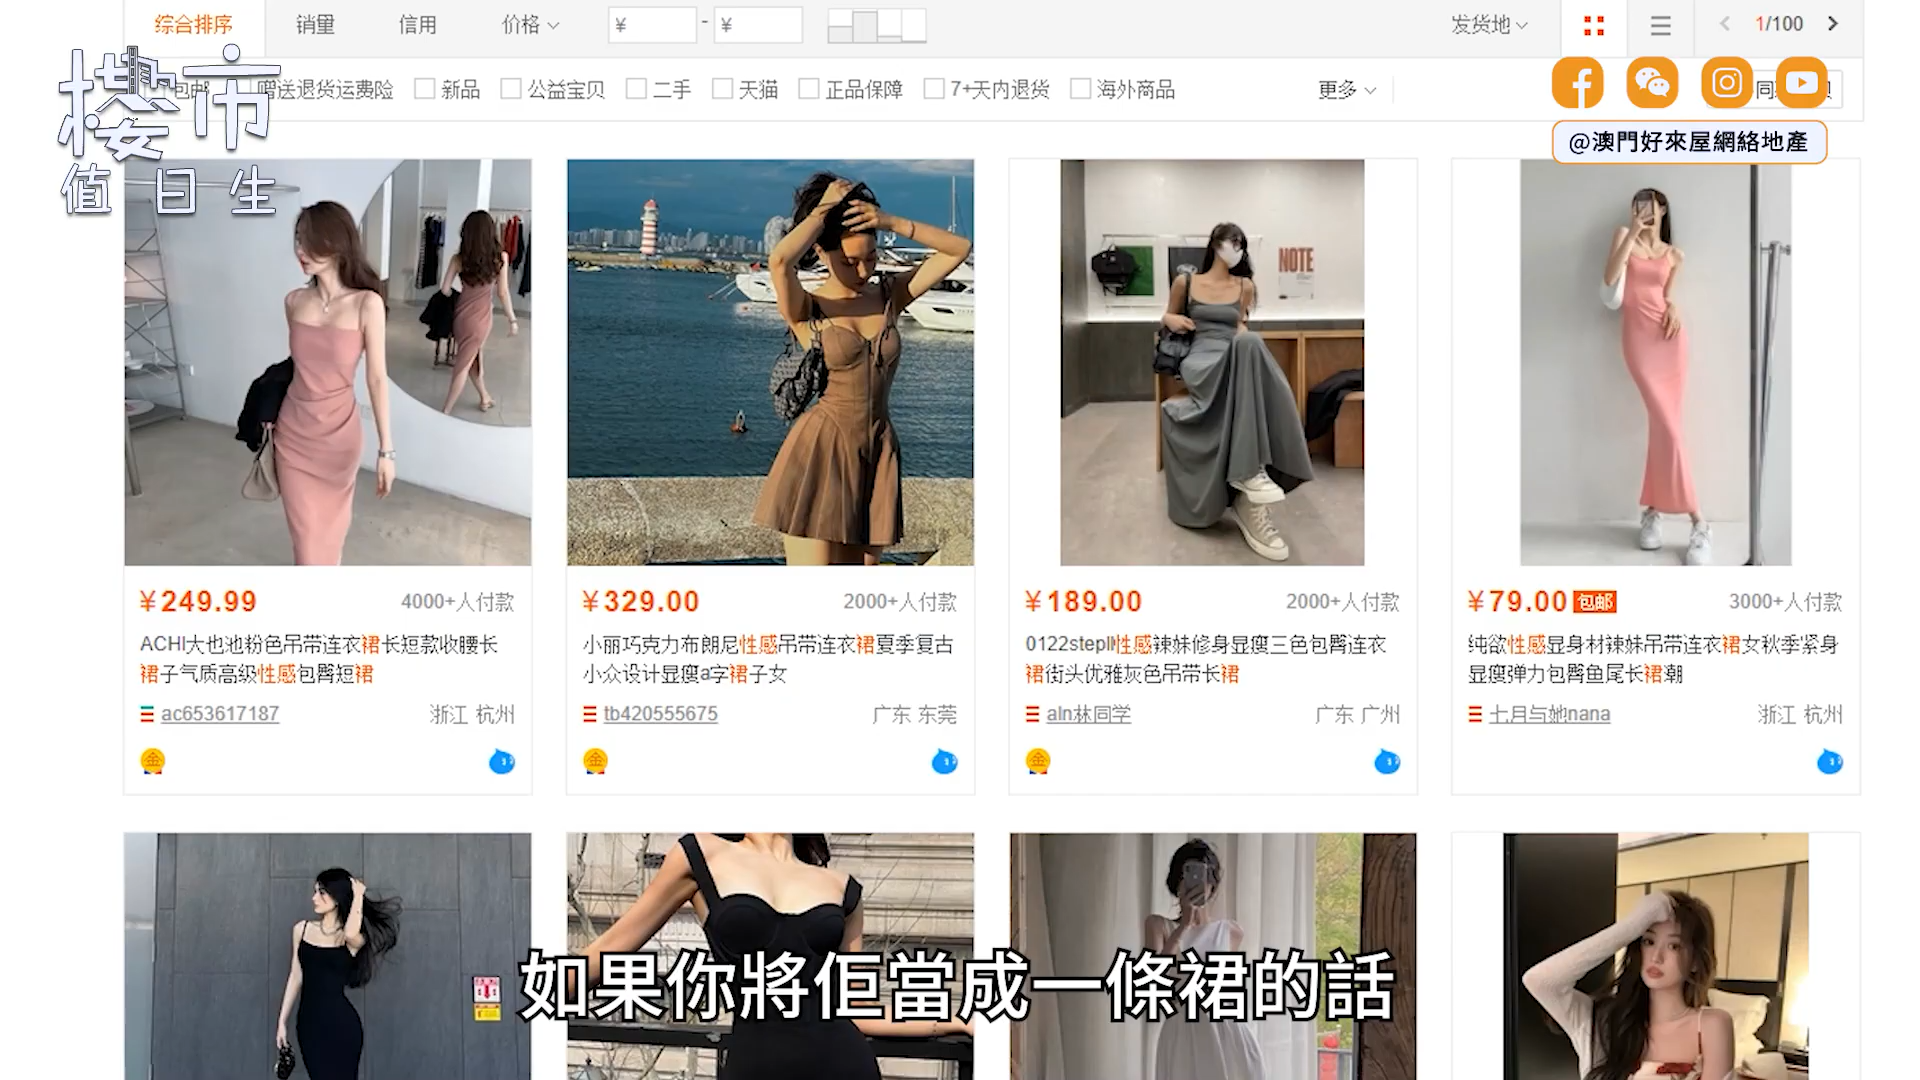 综合排序 销量 信用 价格 ¥ - ¥ 发货地 1/100
包邮 赠送退货运费险 新品 公益宝贝 二手 天猫 正品保障 7+天内退货 海外商品 更多
楼市
值日生
@澳門好來屋網絡地產
NOTE
¥249.99 4000+人付款
ACHI大也池粉色吊带连衣裙长短款收腰长
裙子气质高级性感包臀短裙
ac653617187 浙江 杭州
¥329.00 2000+人付款
小丽巧克力布朗尼性感吊带连衣裙夏季复古
小众设计显瘦a字裙子女
tb420555675 广东 东莞
¥189.00 2000+人付款
0122stepll性感辣妹修身显瘦三色包臀连衣
裙街头优雅灰色吊带长裙
aln林同学 广东 广州
¥79.00 包邮 3000+人付款
纯欲性感显身材辣妹吊带连衣裙女秋季紧身
显瘦弹力包臀鱼尾长裙潮
七月与她nana 浙江 杭州
金 金 金
如果你將佢當成一條裙的話